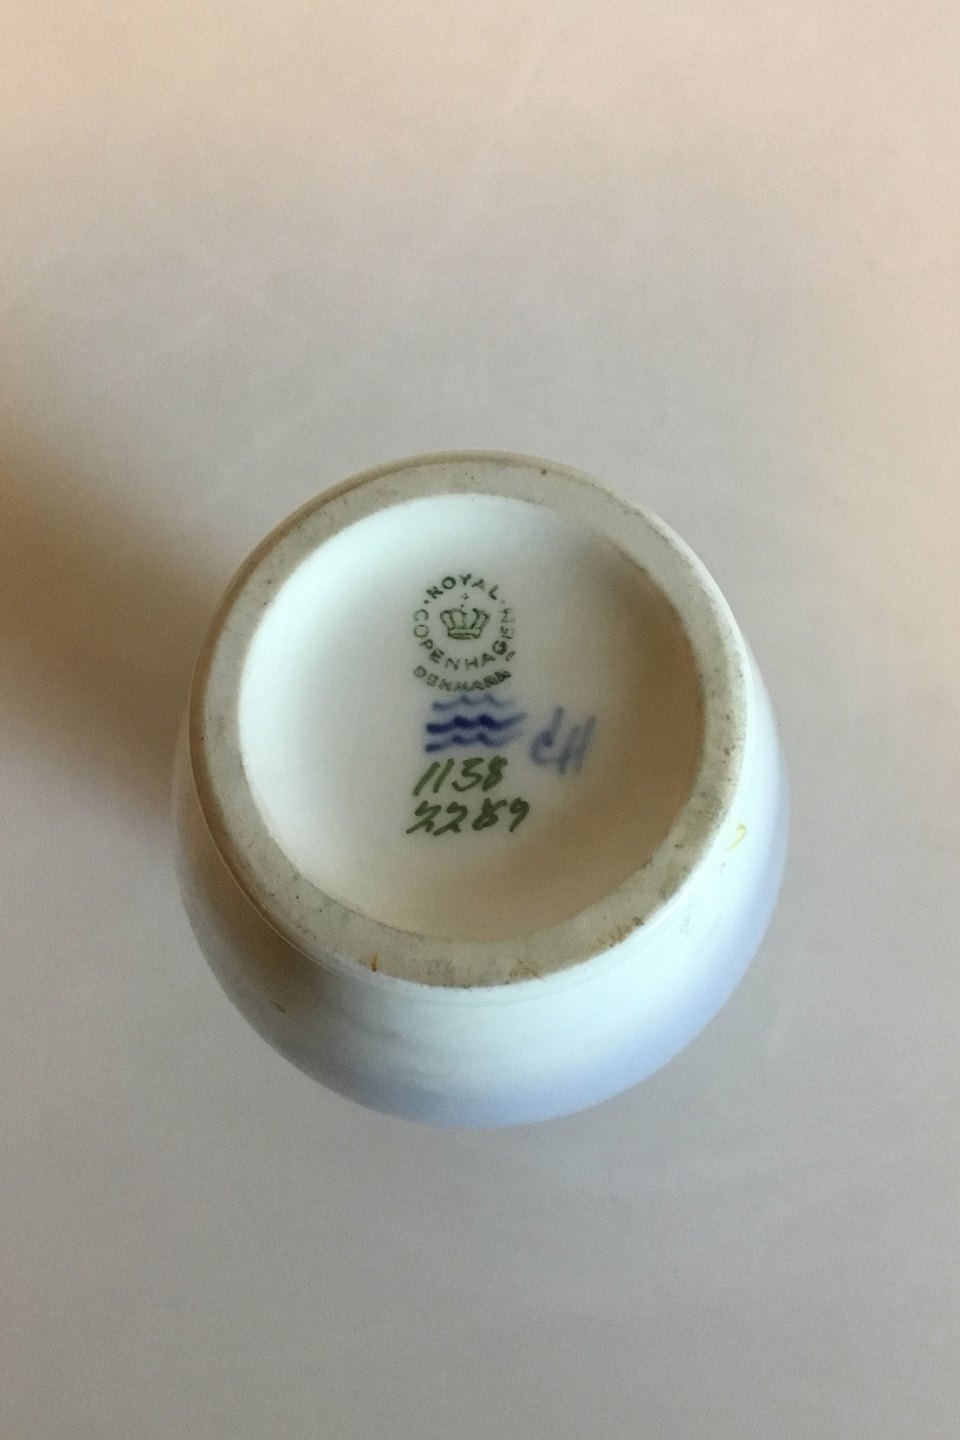 ROYAL
COPENHAGEN
DENMARK
1138
2289